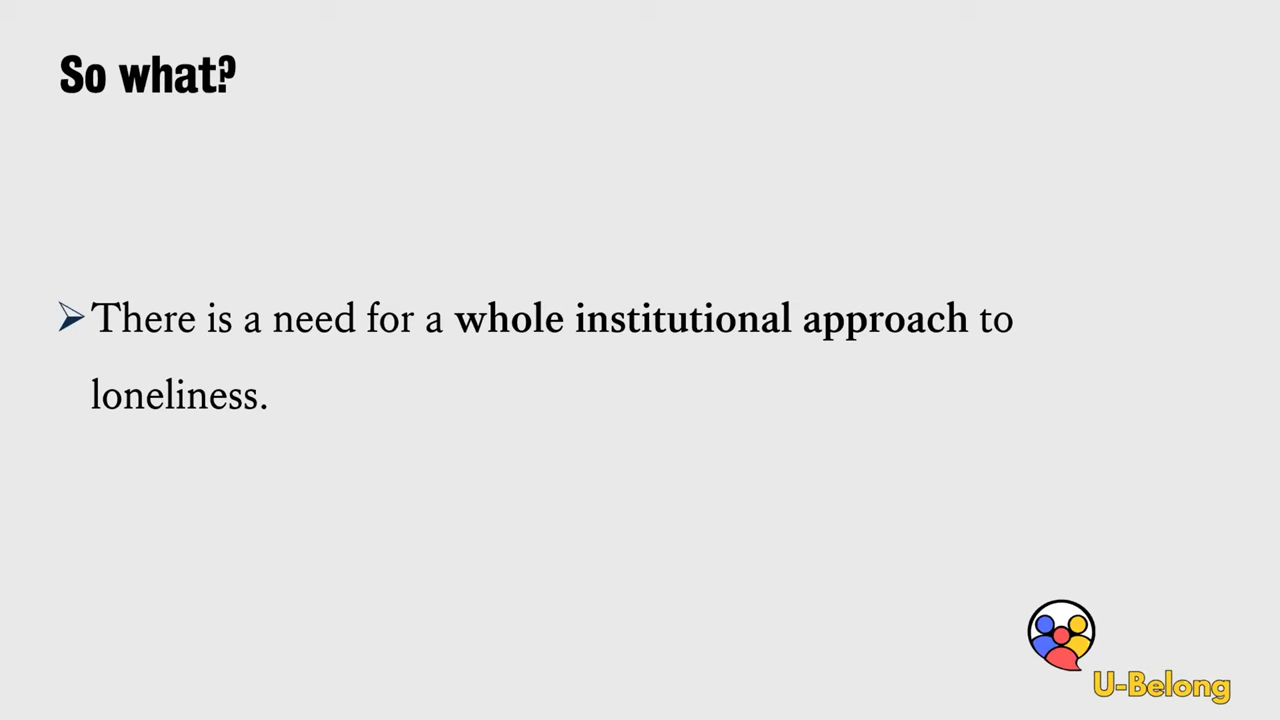 So what?
There is a need for a whole institutional approach to
loneliness.
U-Belong